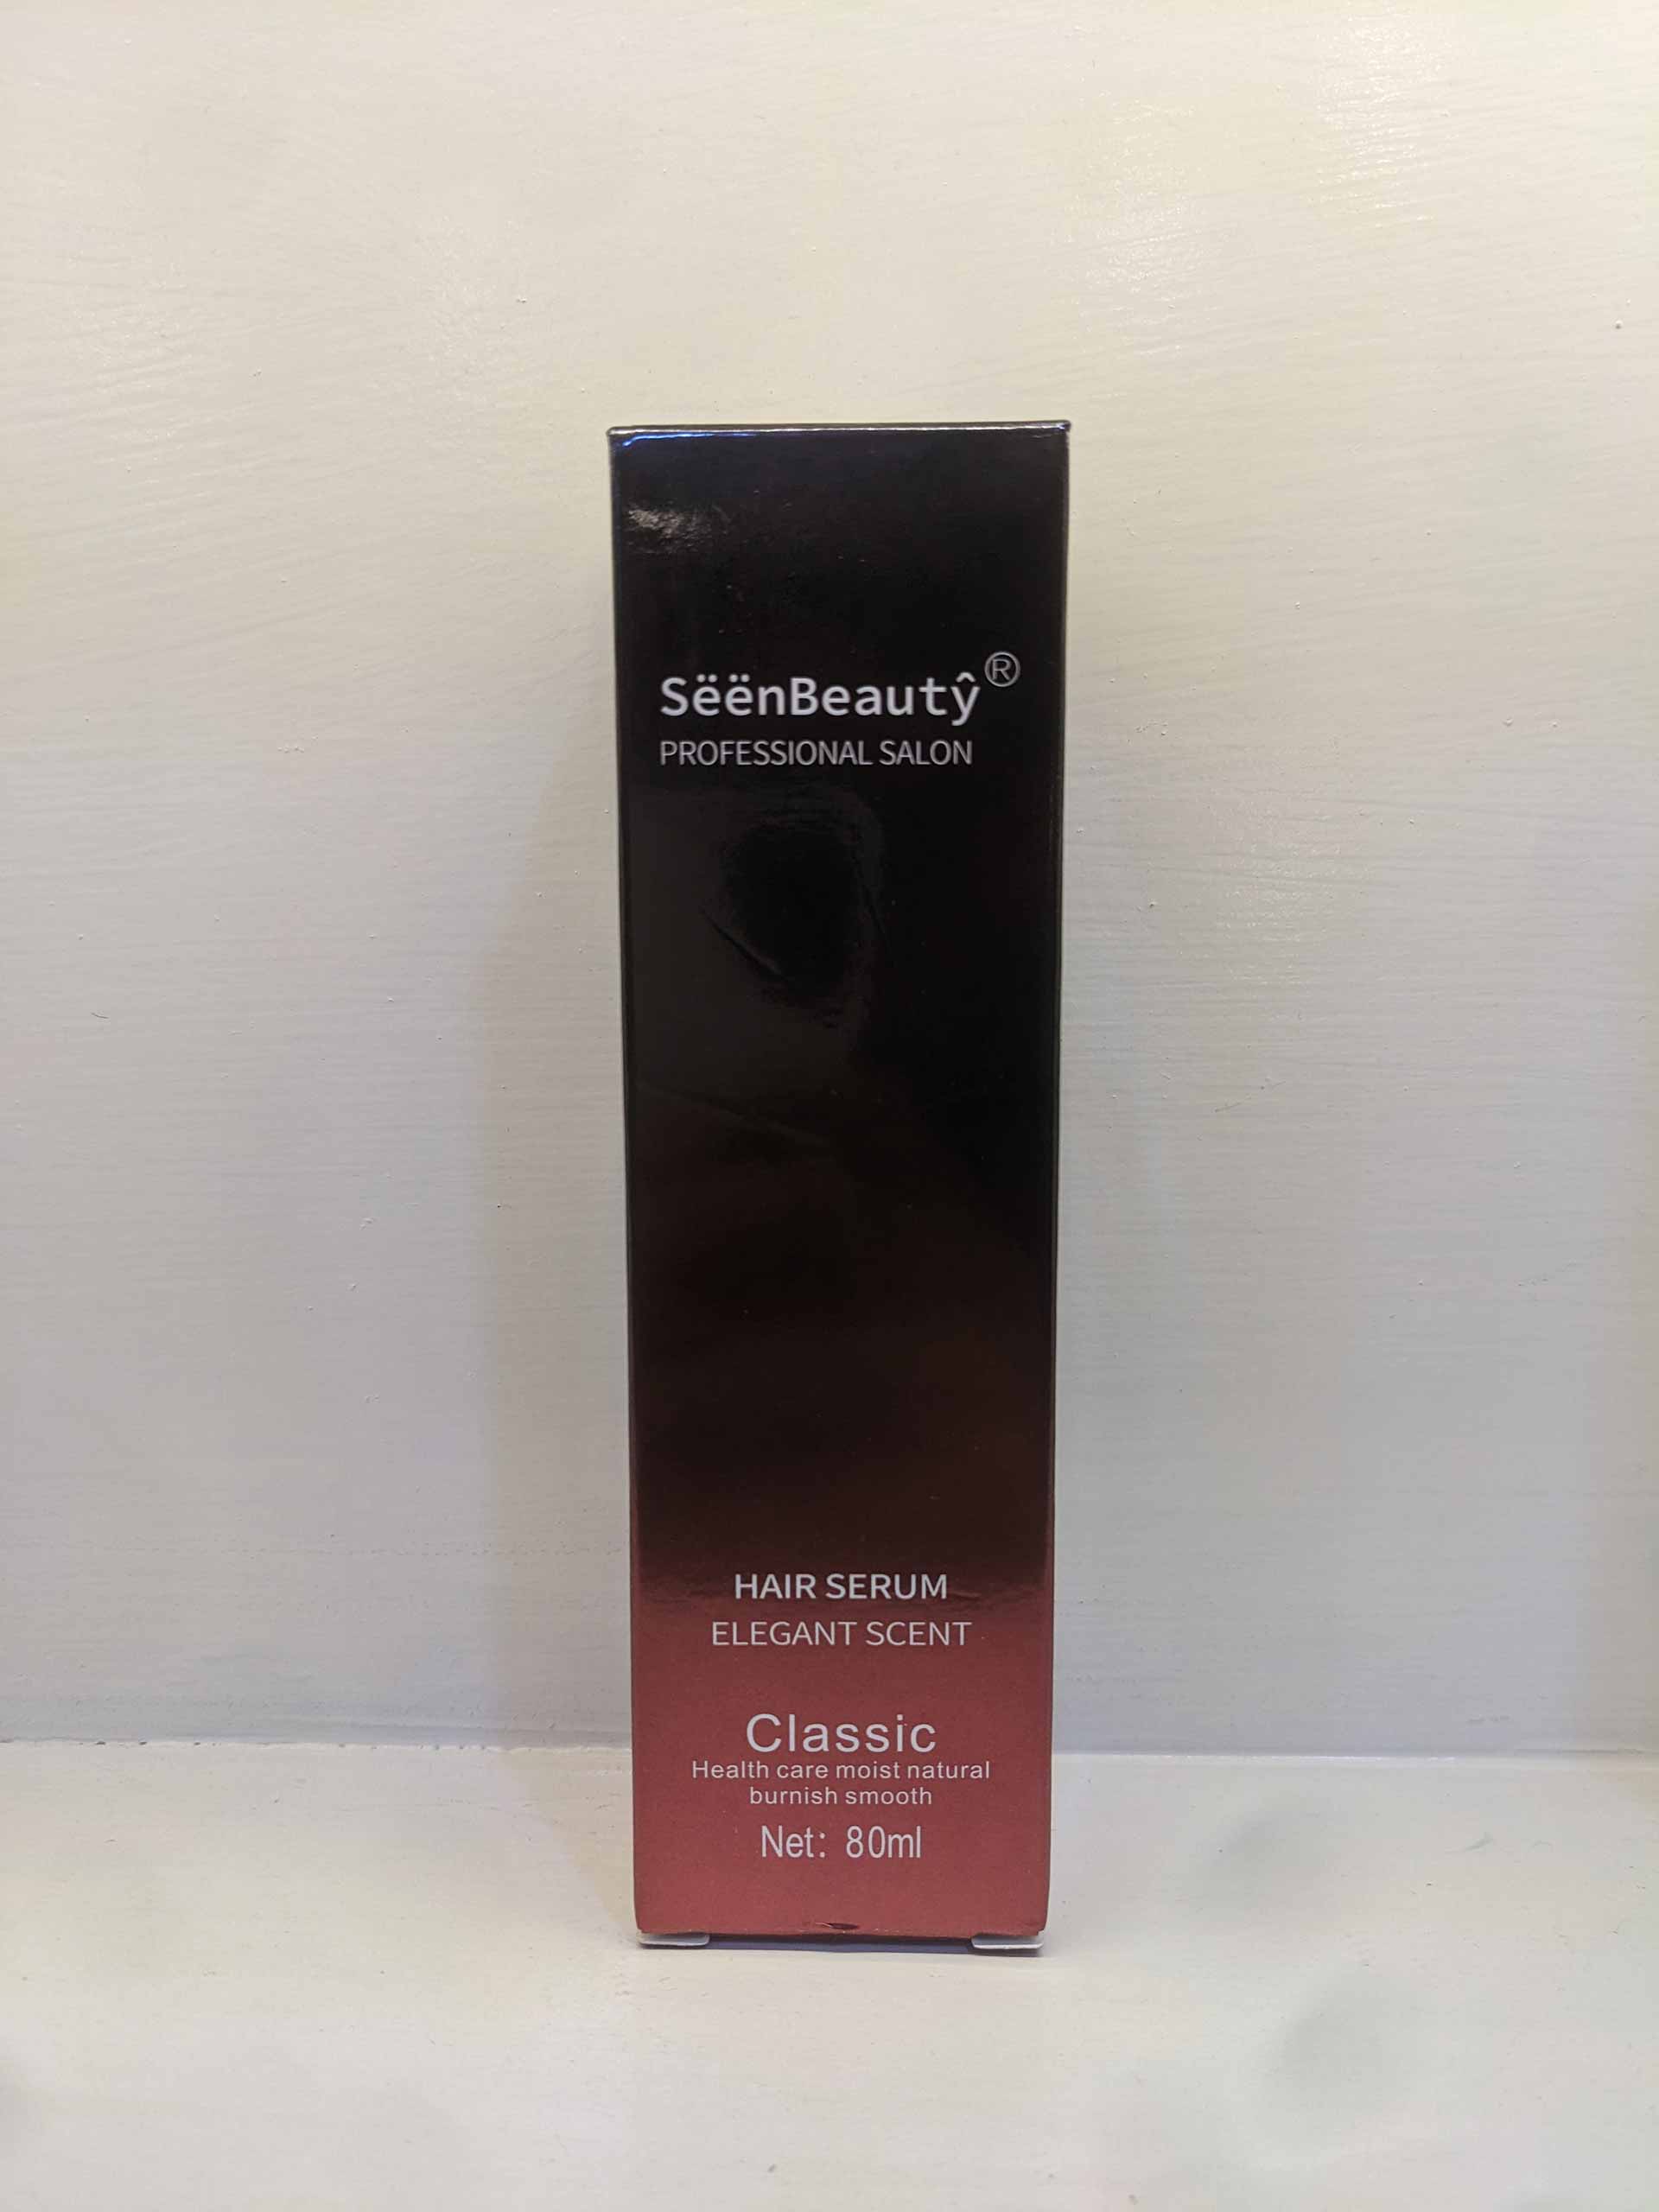 SëënBeautŷ®
PROFESSIONAL SALON
HAIR SERUM
ELEGANT SCENT
Classic
Health care moist natural
burnish smooth
Net: 80ml